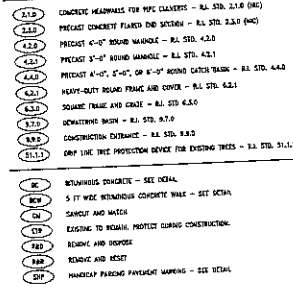 2.1.0 CONCRETE HEADWALLS FOR PIPE CULVERTS - R.I. STD. 2.1.0
2.3.0 PRECAST CONCRETE FLARED END SECTION - R.I. STD. 2.3.0
4.2.0 PRECAST 4'-0" ROUND MANHOLE - R.I. STD. 4.2.0
4.2.1 PRECAST 5'-0" ROUND MANHOLE - R.I. STD. 4.2.1
4.4.0 PRECAST 4'-0", 5'-0", OR 6'-0" ROUND CATCH BASIN - R.I. STD. 4.4.0
6.2.1 HEAVY-DUTY ROUND FRAME AND COVER - R.I. STD. 6.2.1
6.3.0 SQUARE FRAME AND GRATE - R.I. STD 6.3.0
9.7.0 DEWATERING BASIN - R.I. STD. 9.7.0
9.9.0 CONSTRUCTION ENTRANCE - R.I. STD. 9.9.0
51.1.1 DRIP LINE TREE PROTECTION DEVICE FOR EXISTING TREES - R.I. STD. 51.1.1
BC BITUMINOUS CONCRETE - SEE DETAIL
BCW 5 FT WIDE BITUMINOUS CONCRETE WALK - SEE DETAIL
CM SAWCUT AND MATCH
EXISTING TO REMAIN. PROTECT DURING CONSTRUCTION.
R&D REMOVE AND DISPOSE
R&R REMOVE AND RESET
HANDICAP PARKING PAVEMENT MARKING - SEE DETAIL